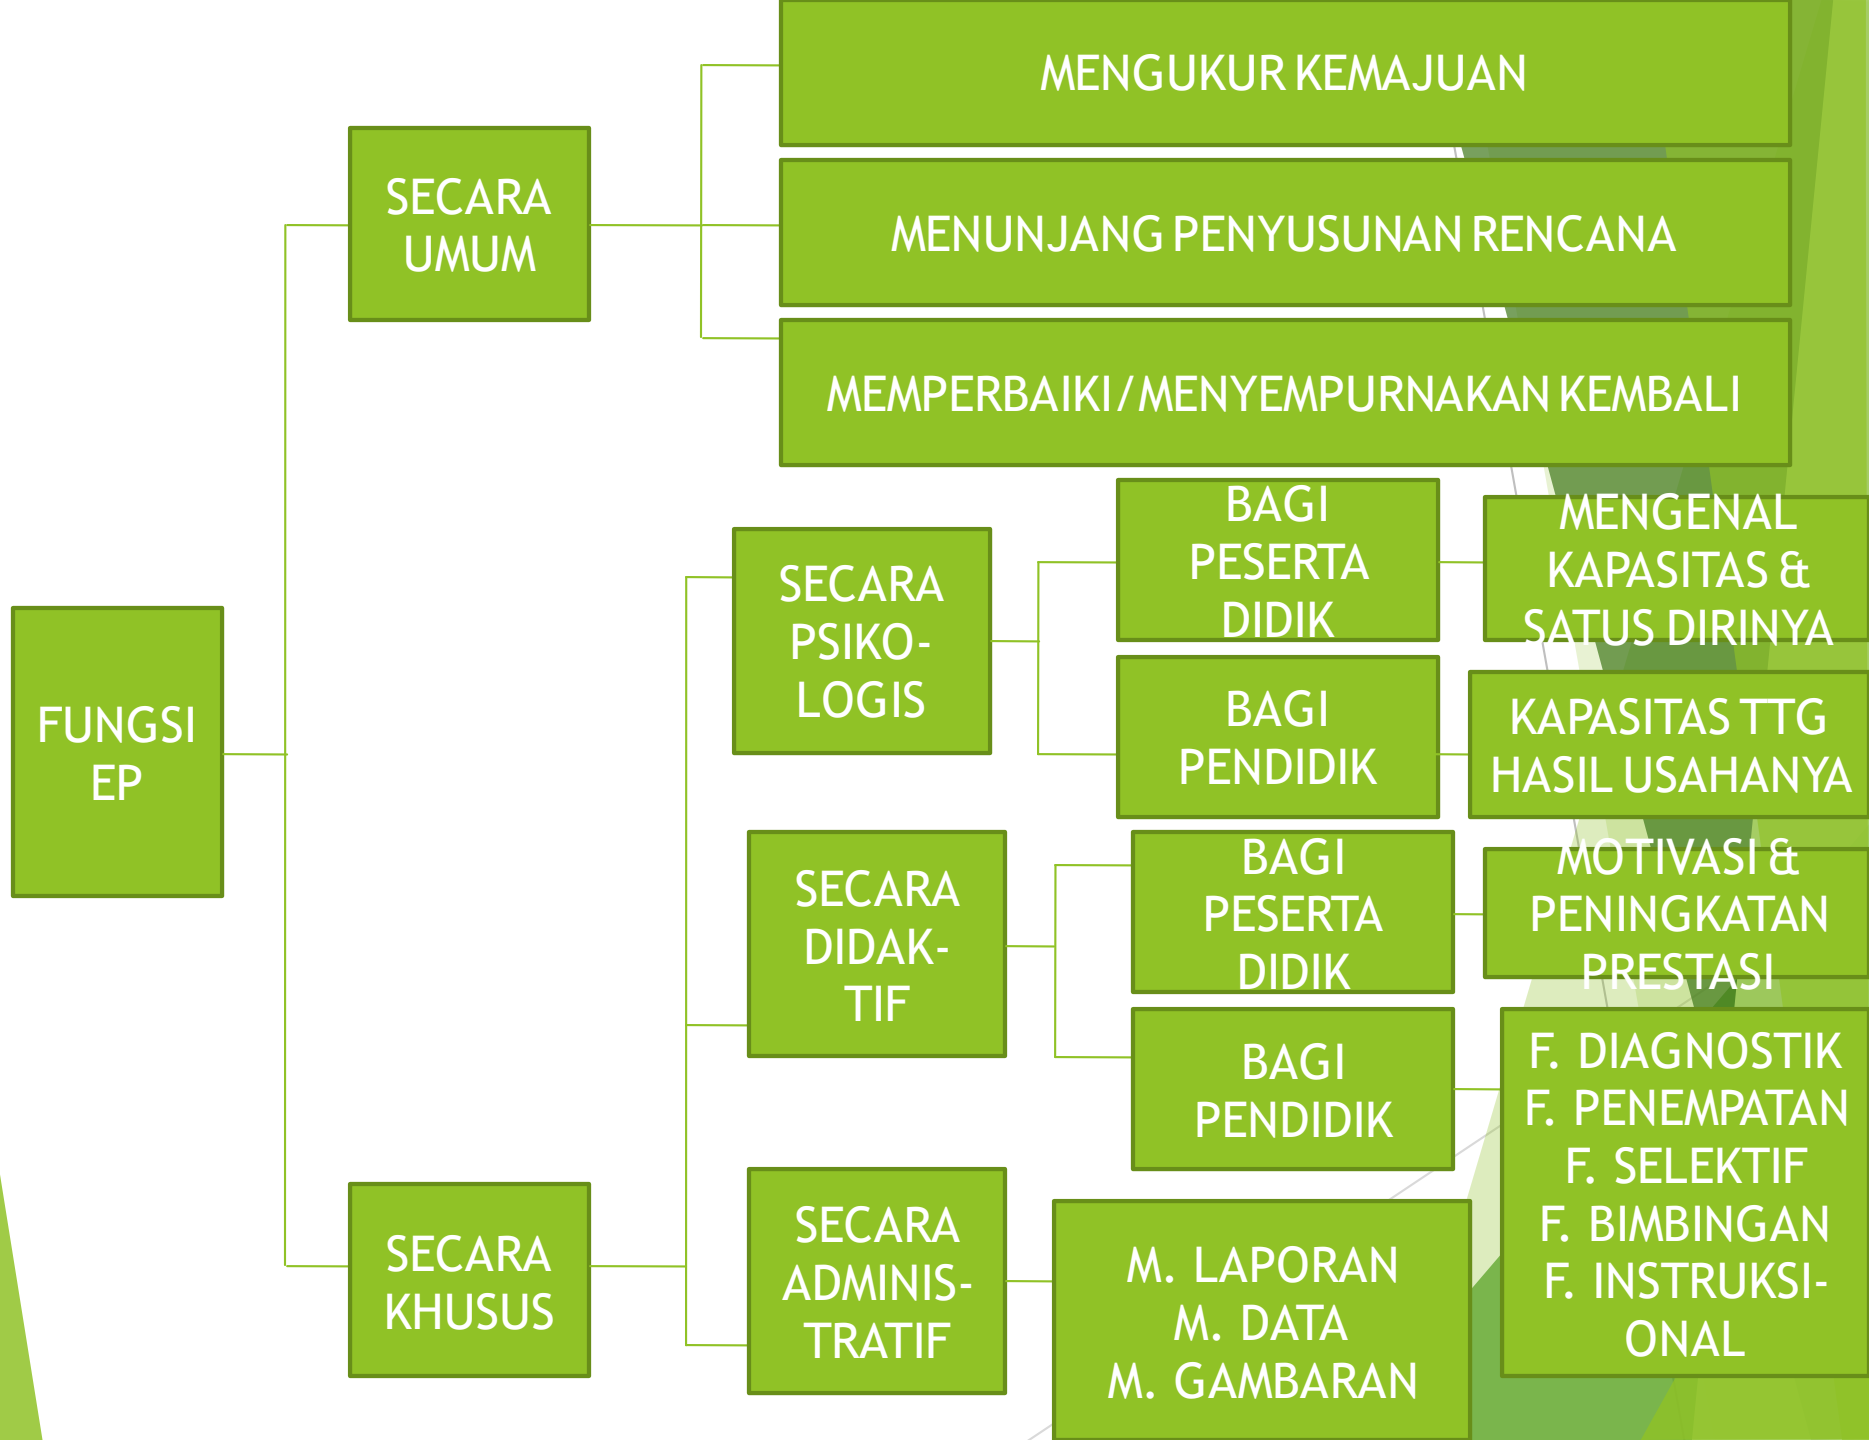 MENGUKUR KEMAJUAN
SECARA
UMUM
MENUNJANG PENYUSUNAN RENCANA
MEMPERBAIKI/MENYEMPURNAKAN KEMBALI
FUNGSI
EP
SECARA
PSIKO-
LOGIS
BAGI
PESERTA
DIDIK
MENGENAL
KAPASITAS &
SATUS DIRINYA
BAGI
PENDIDIK
KAPASITAS TTG
HASIL USAHANYA
SECARA
DIDAK-
TIF
BAGI
PESERTA
DIDIK
MOTIVASI &
PENINGKATAN
PRESTASI
BAGI
PENDIDIK
F. DIAGNOSTIK
F. PENEMPATAN
F. SELEKTIF
F. BIMBINGAN
F. INSTRUKSI-
ONAL
SECARA
KHUSUS
SECARA
ADMINIS-
TRATIF
M. LAPORAN
M. DATA
M. GAMBARAN